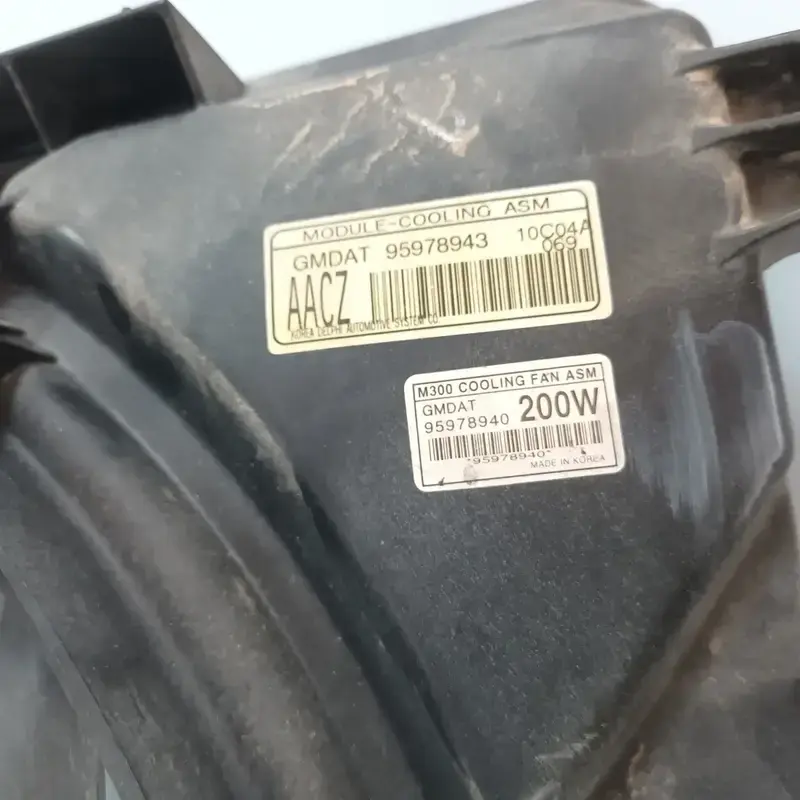 MODULE-COOLING ASM
GMDAT 95978943 10C04A
069
AACZ
KOREA DELPHI AUTOMOTIVE SYSTEM CO
M300 COOLING FAN ASM
GMDAT
95978940 200W
*95978940*
MADE IN KOREA